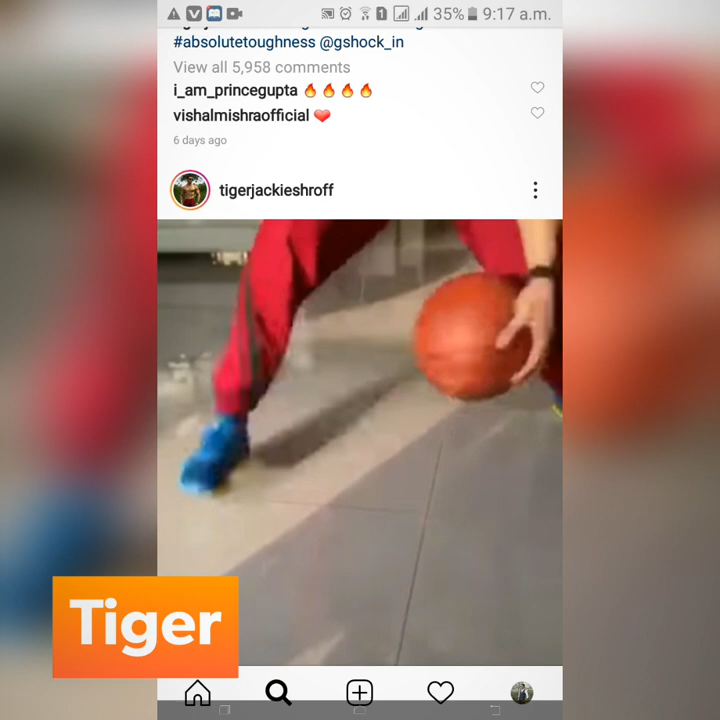 35% 9:17 a.m.
#absolutetoughness @gshock_in
View all 5,958 comments
i_am_princegupta 🔥🔥🔥🔥
vishalmishraofficial ❤️
6 days ago
tigerjackieshroff
Tiger